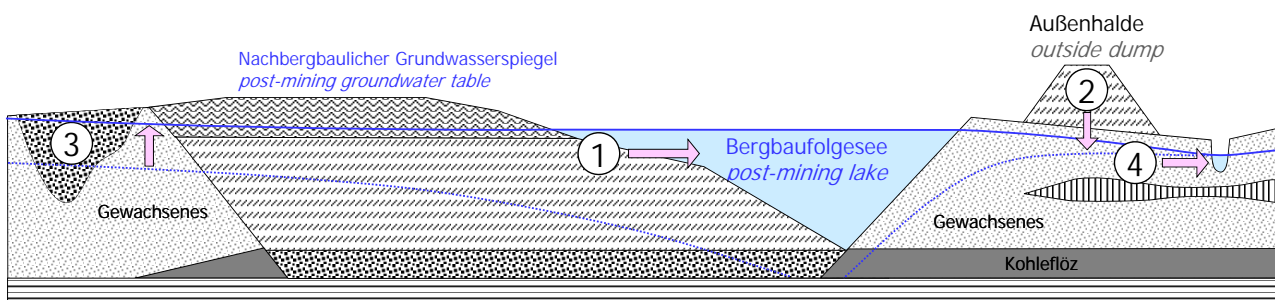 Außenhalde
outside dump
Nachbergbaulicher Grundwasserspiegel
post-mining groundwater table
2
3
1
Bergbaufolgesee
post-mining lake
4
Gewachsenes
Gewachsenes
Kohleflöz